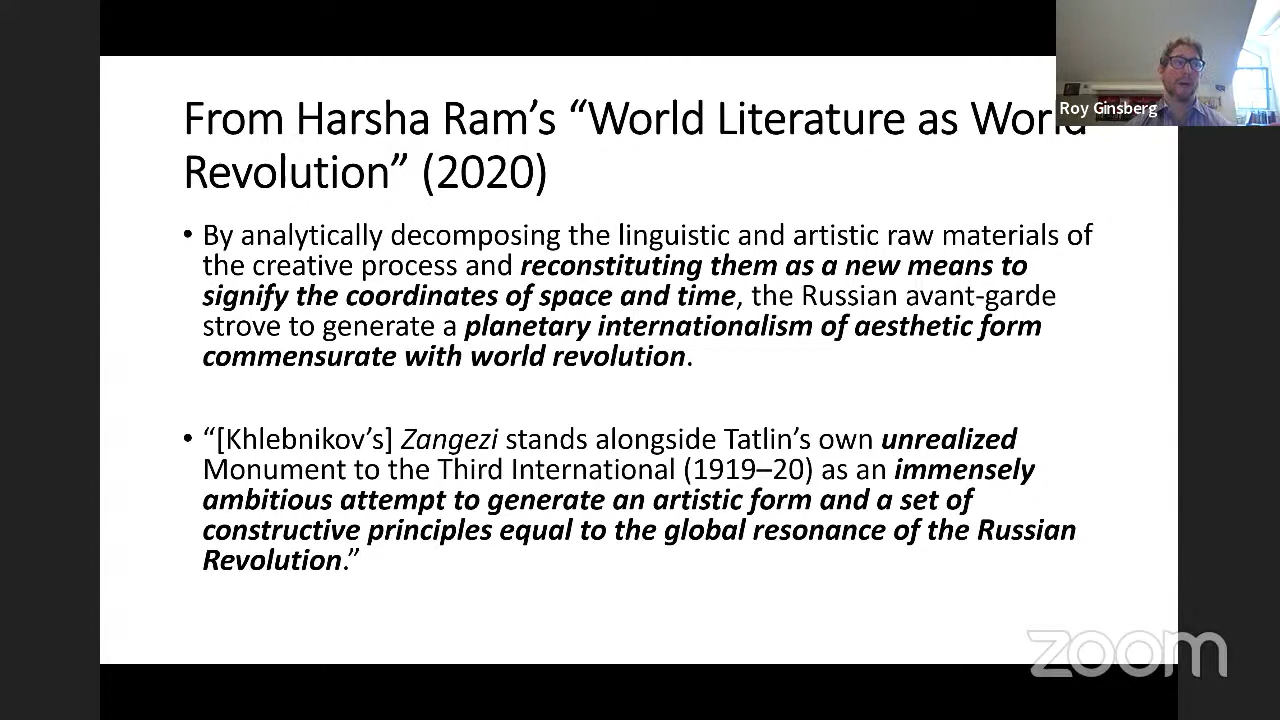 From Harsha Ram’s “World Literature as World
Revolution” (2020)
Roy Ginsberg
• By analytically decomposing the linguistic and artistic raw materials of
the creative process and reconstituting them as a new means to
signify the coordinates of space and time, the Russian avant-garde
strove to generate a planetary internationalism of aesthetic form
commensurate with world revolution.
• “[Khlebnikov’s] Zangezi stands alongside Tatlin’s own unrealized
Monument to the Third International (1919–20) as an immensely
ambitious attempt to generate an artistic form and a set of
constructive principles equal to the global resonance of the Russian
Revolution.”
zoom